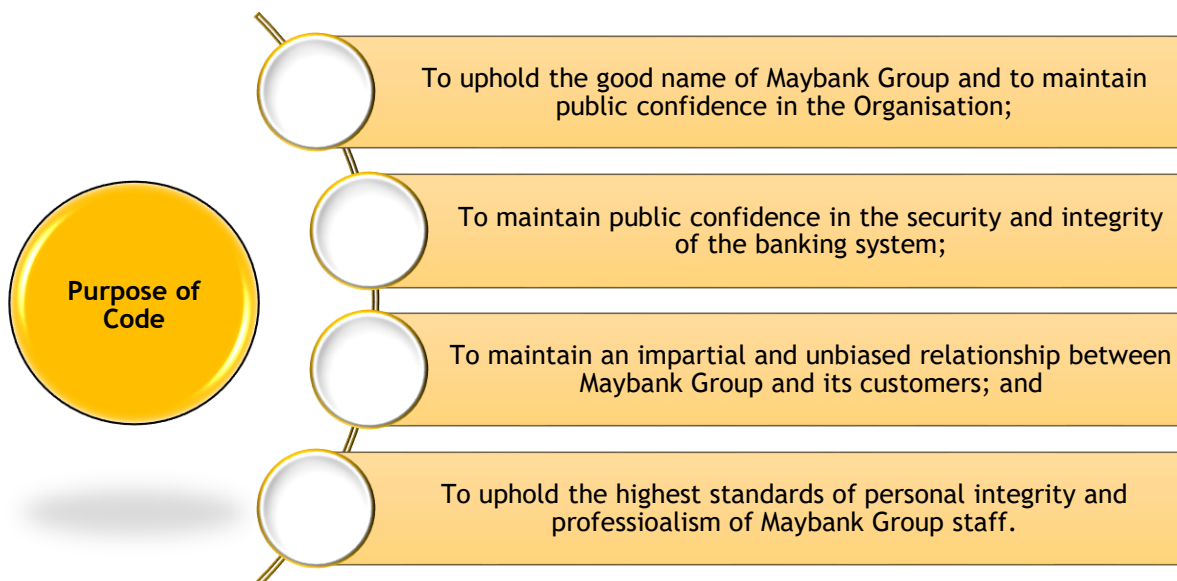 To uphold the good name of Maybank Group and to maintain
public confidence in the Organisation;
To maintain public confidence in the security and integrity
of the banking system;
Purpose of
Code
To maintain an impartial and unbiased relationship between
Maybank Group and its customers; and
To uphold the highest standards of personal integrity and
professioalism of Maybank Group staff.